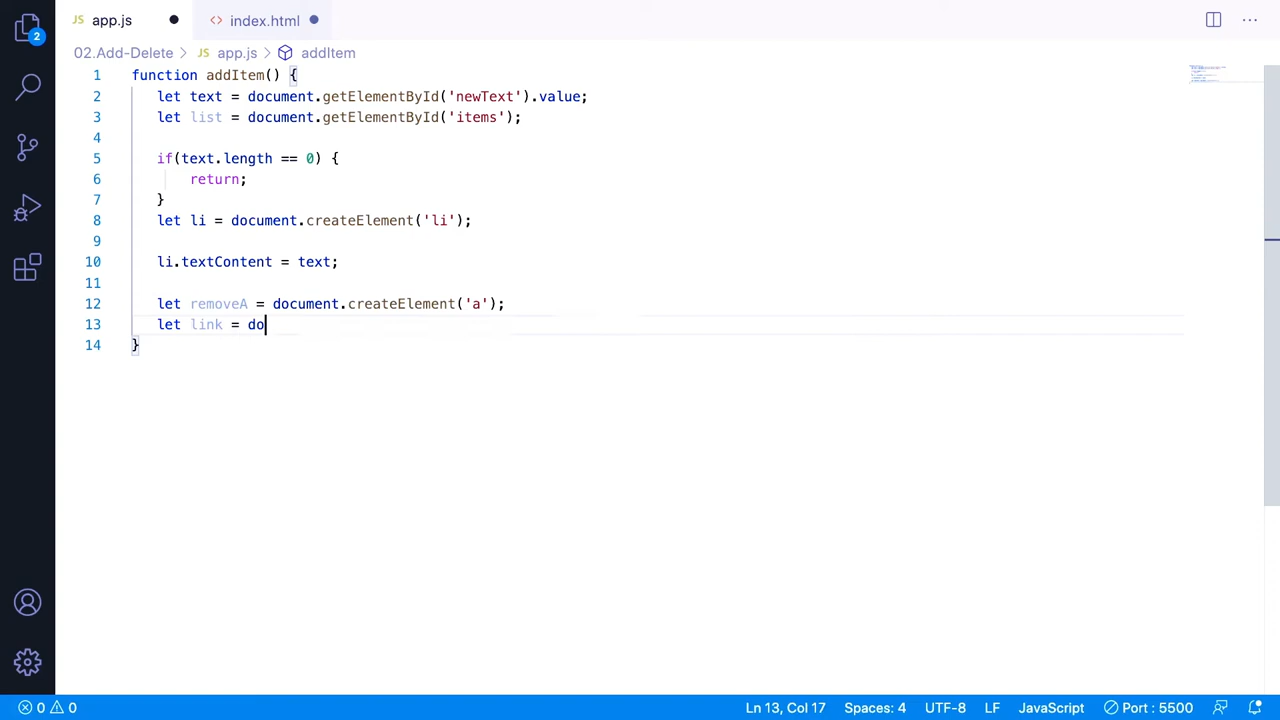 JS app.js
<> index.html
2
02.Add-Delete > JS app.js > addItem
1 function addItem() {
2 let text = document.getElementById('newText').value;
3 let list = document.getElementById('items');
4
5 if(text.length == 0) {
6 return;
7 }
8 let li = document.createElement('li');
9
10 li.textContent = text;
11
12 let removeA = document.createElement('a');
13 let link = do
14 }
0 0 Ln 13, Col 17 Spaces: 4 UTF-8 LF JavaScript Port : 5500